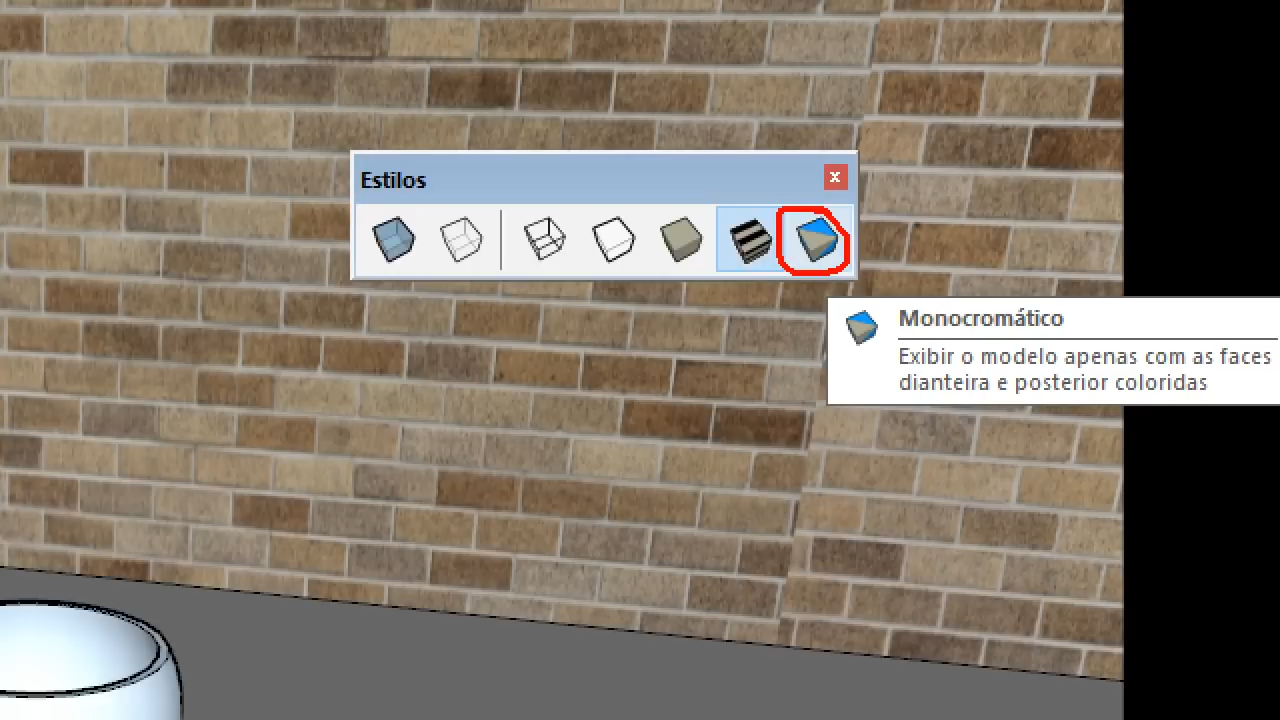 Estilos
Monocromático
Exibir o modelo apenas com as faces
dianteira e posterior coloridas